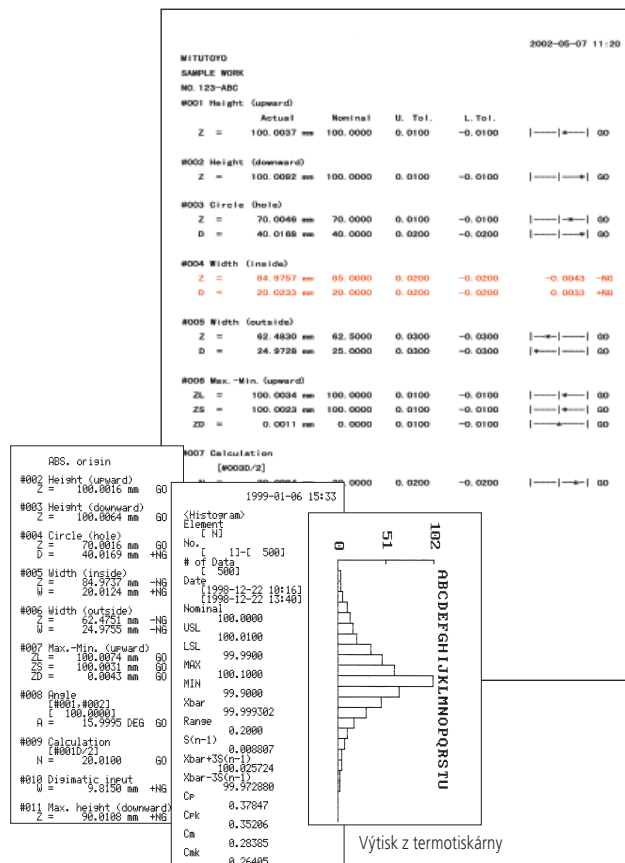 2002-05-07 11:20
MITUTOYO
SAMPLE WORK
NO. 123-ABC
#001 Height (upward)
Actual Nominal U. Tol. L. Tol.
Z = 100.0037 mm 100.0000 0.0100 -0.0100 GO
#002 Height (downward)
Z = 100.0092 mm 100.0000 0.0100 -0.0100 GO
#003 Circle (hole)
Z = 70.0046 mm 70.0000 0.0100 -0.0100 GO
D = 40.0168 mm 40.0000 0.0200 -0.0200 GO
#004 Width (inside)
Z = 84.9757 mm 85.0000 0.0200 -0.0200 -0.0043 -NG
D = 20.0233 mm 20.0000 0.0200 -0.0200 0.0033 +NG
#005 Width (outside)
Z = 62.4830 mm 62.5000 0.0300 -0.0300 GO
D = 24.9728 mm 25.0000 0.0300 -0.0300 GO
#006 Max.-Min. (upward)
ZL = 100.0034 mm 100.0000 0.0100 -0.0100 GO
ZS = 100.0023 mm 100.0000 0.0100 -0.0100 GO
ZD = 0.0011 mm 0.0000 0.0100 -0.0100 GO
#007 Calculation
[#003D/2]
0.0200 -0.0200 GO
ABS. origin
#002 Height (upward)
Z = 100.0016 mm GO
#003 Height (downward)
Z = 100.0064 mm GO
#004 Circle (hole)
Z = 70.0016 mm GO
D = 40.0169 mm +NG
#005 Width (inside)
Z = 84.9737 mm -NG
W = 20.0124 mm +NG
#006 Width (outside)
Z = 62.4751 mm -NG
W = 24.9755 mm -NG
#007 Max.-Min. (upward)
ZL = 100.0074 mm GO
ZS = 100.0031 mm GO
ZD = 0.0043 mm GO
#008 Angle
[#001,#002]
[ 100.0000]
A = 15.9995 DEG GO
#009 Calculation
[#001D/2]
N = 20.0100 GO
#010 Digimatic input
W = 9.8150 mm +NG
#011 Max. height (downward)
Z = 90.0108 mm +NG
1999-01-06 15:33
<Histogram>
Element
[ N]
No.
[ 1]-[ 500]
# of Data
[ 500]
Date
[1998-12-22 10:16]
[1998-12-22 13:40]
Nominal
100.0000
USL
100.0100
LSL
99.9900
MAX
100.1000
MIN
99.9000
Xbar
99.999302
Range
0.2000
S(n-1)
0.008807
Xbar+3S(n-1)
100.025724
Xbar-3S(n-1)
99.972880
Cp
0.37847
Cpk
0.35206
Cm
0.28385
Cmk
0.26405
0 51 102
ABCDEFGHIJKLMNOPQRSTU
Výtisk z termotiskárny